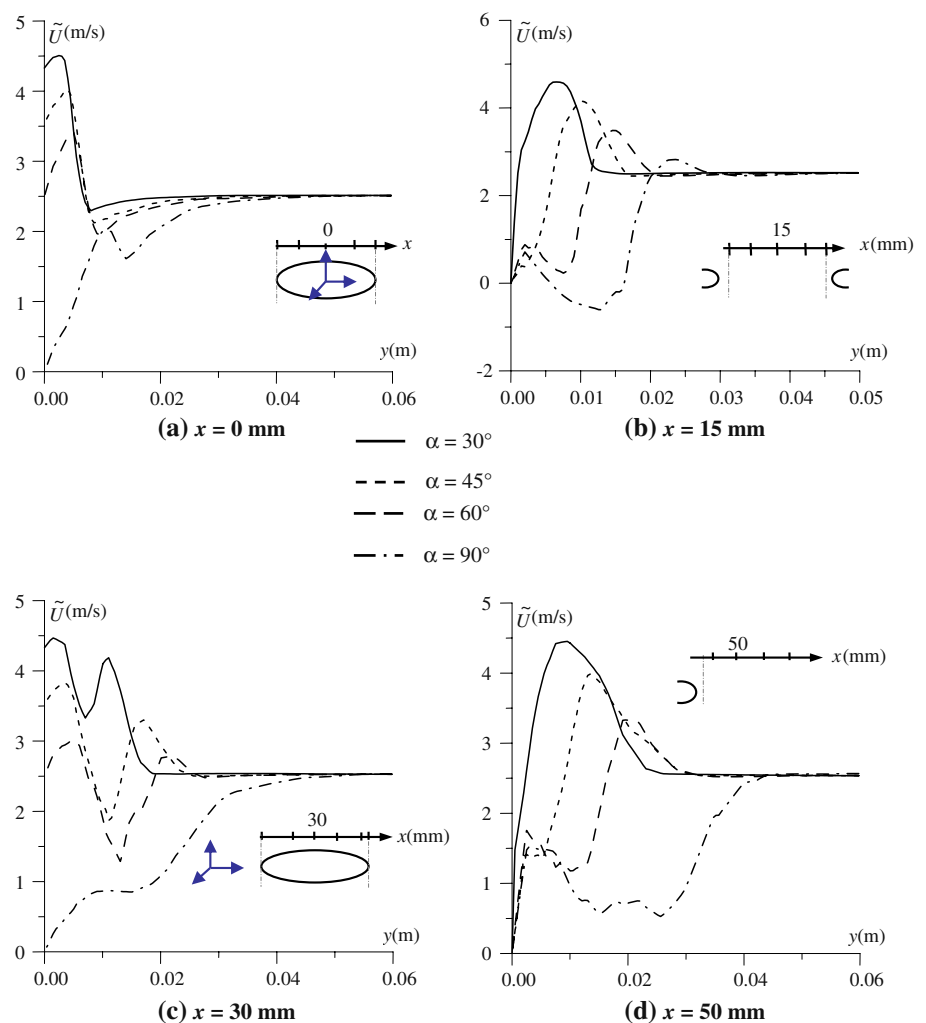 5
Ũ(m/s)
4
3
2
1
0
0
x
y(m)
0.00
0.02
0.04
0.06
(a) x = 0 mm
6
Ũ(m/s)
4
2
0
-2
15
x(mm)
y(m)
0.00
0.01
0.02
0.03
0.04
0.05
(b) x = 15 mm
α = 30°
α = 45°
α = 60°
α = 90°
5
Ũ(m/s)
4
3
2
1
0
30
x(mm)
y(m)
0.00
0.02
0.04
0.06
(c) x = 30 mm
5
Ũ(m/s)
4
3
2
1
0
50
x(mm)
y(m)
0.00
0.02
0.04
0.06
(d) x = 50 mm